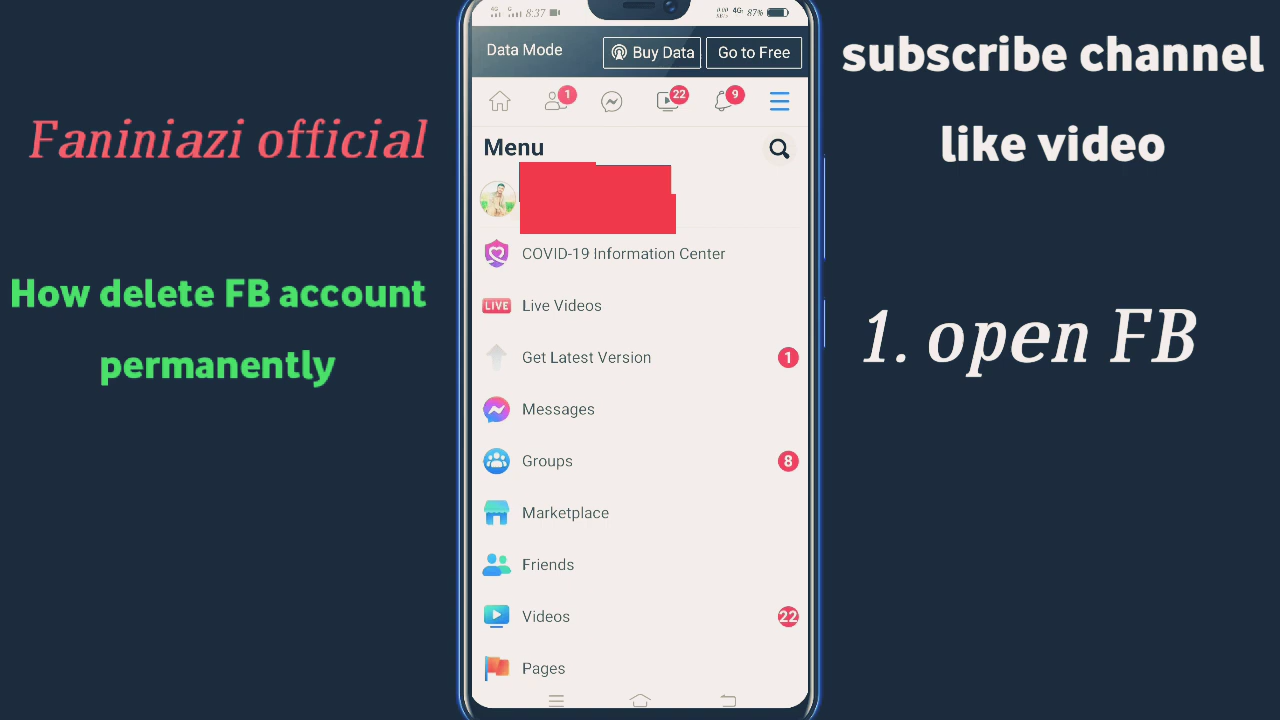 Faniniazi official
How delete FB account
permanently
8:37
4G 87%
Data Mode
Buy Data
Go to Free
1
22
9
Menu
COVID-19 Information Center
LIVE Live Videos
Get Latest Version 1
Messages
Groups 8
Marketplace
Friends
Videos 22
Pages
subscribe channel
like video
1. open FB